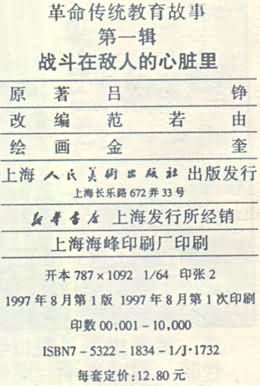 革命传统教育故事
第一辑
战斗在敌人的心脏里
原 著 吕 铮
改 编 范 若 由
绘 画 金 奎
上海人民美术出版社出版发行
上海长乐路672弄33号
新华书店上海发行所经销
上海海峰印刷厂印刷
开本787×1092 1/64 印张2
1997年8月第1版 1997年8月第1次印刷
印数00,001-10,000
ISBN7-5322-1834-1/J·1732
每套定价:12.80元